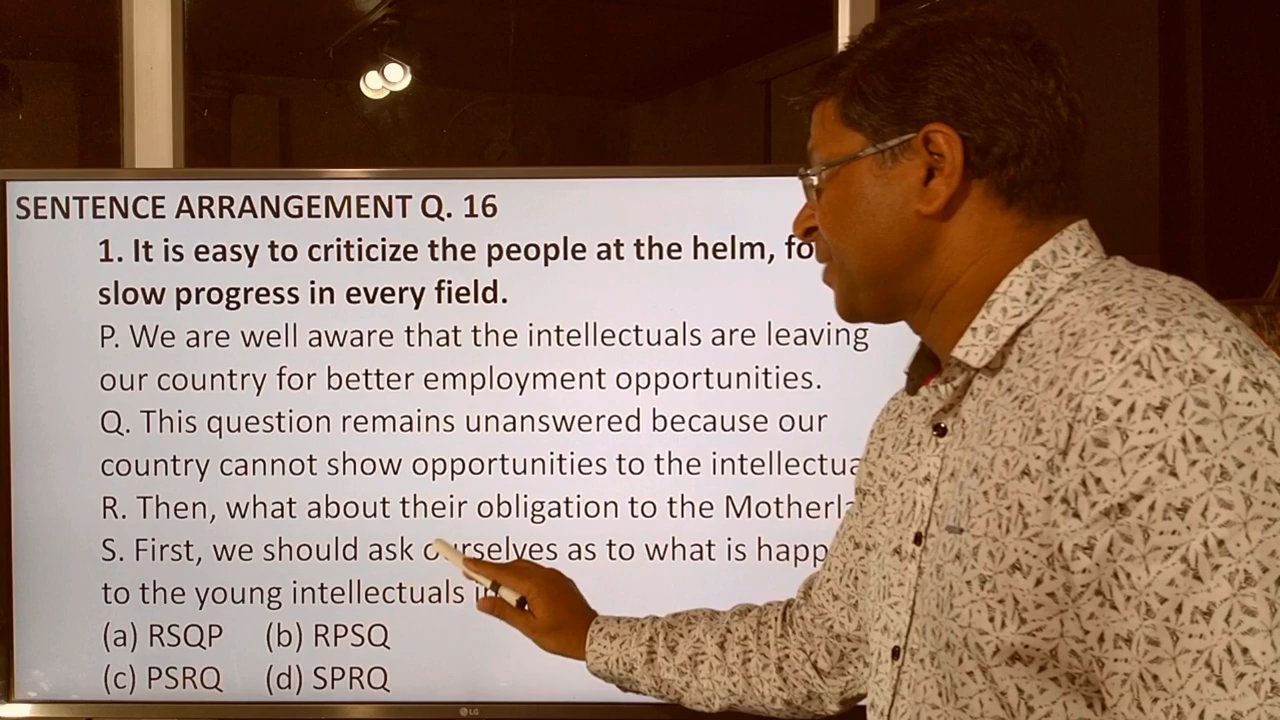 SENTENCE ARRANGEMENT Q. 16
1. It is easy to criticize the people at the helm,
slow progress in every field.
P. We are well aware that the intellectuals are leaving
our country for better employment opportunities.
Q. This question remains unanswered because our
country cannot show opportunities to the
R. Then, what about their obligation to the
S. First, we should ask ourselves as to what is
to the young intellectuals
(a) RSQP (b) RPSQ
(c) PSRQ (d) SPRQ
LG